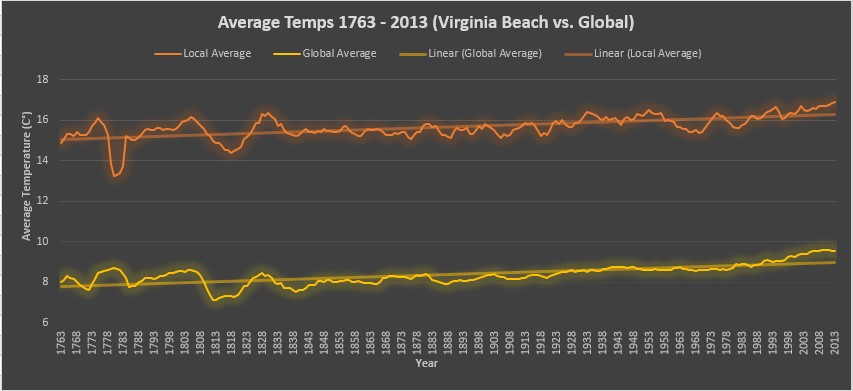 Average Temps 1763 - 2013 (Virginia Beach vs. Global)
Local Average Global Average Linear (Global Average) Linear (Local Average)
18
16
14
12
10
8
6
Average Temperature (C°)
1763 1768 1773 1778 1783 1788 1793 1798 1803 1808 1813 1818 1823 1828 1833 1838 1843 1848 1853 1858 1863 1868 1873 1878 1883 1888 1893 1898 1903 1908 1913 1918 1923 1928 1933 1938 1943 1948 1953 1958 1963 1968 1973 1978 1983 1988 1993 1998 2003 2008 2013
Year